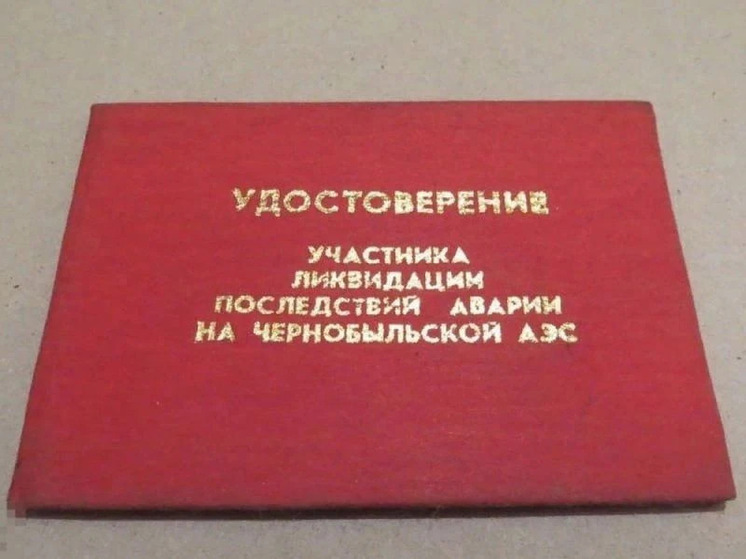 УДОСТОВЕРЕНИЕ
УЧАСТНИКА
ЛИКВИДАЦИИ
ПОСЛЕДСТВИЙ АВАРИИ
НА ЧЕРНОБЫЛЬСКОЙ АЭС